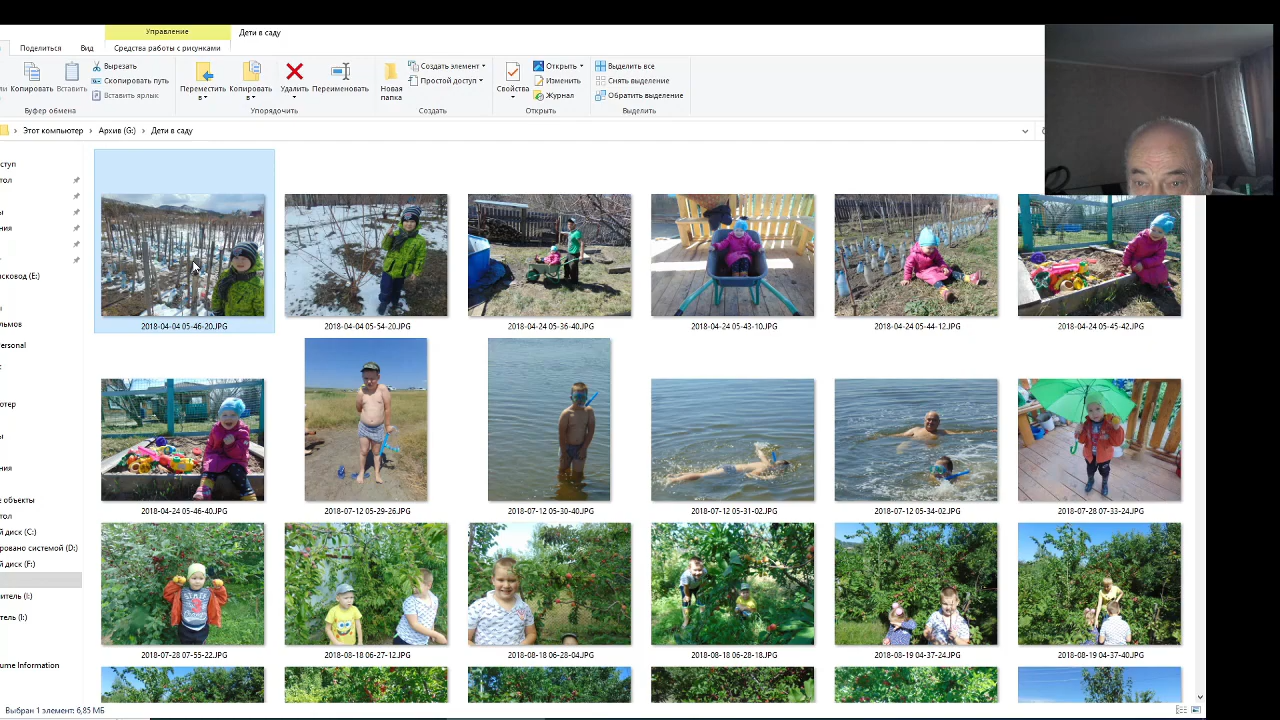 Управление
Дети в саду
Поделиться
Вид
Средства работы с рисунками
Вырезать
Скопировать путь
Вставить ярлык
Копировать
Вставить
Буфер обмена
Переместить в
Копировать в
Удалить
Переименовать
Упорядочить
Новая папка
Создать элемент
Простой доступ
Создать
Свойства
Открыть
Изменить
Журнал
Открыть
Выделить все
Снять выделение
Обратить выделение
Выделить
Этот компьютер > Архив (G:) > Дети в саду
ступ
тол
ния
исковод (E:)
льмов
ersonal
ютер
ния
е объекты
тол
й диск (C:)
ировано системой (D:)
й диск (F:)
итель (I:)
тель (I:)
ume Information
2018-04-04 05-46-20.JPG
2018-04-04 05-54-20.JPG
2018-04-24 05-36-40.JPG
2018-04-24 05-43-10.JPG
2018-04-24 05-44-12.JPG
2018-04-24 05-45-42.JPG
2018-04-24 05-46-40.JPG
2018-07-12 05-29-26.JPG
2018-07-12 05-30-40.JPG
2018-07-12 05-31-02.JPG
2018-07-12 05-34-02.JPG
2018-07-28 07-33-24.JPG
2018-07-28 07-55-22.JPG
2018-08-18 06-27-12.JPG
2018-08-18 06-28-04.JPG
2018-08-18 06-28-18.JPG
2018-08-19 04-37-24.JPG
2018-08-19 04-37-40.JPG
Выбран 1 элемент: 6,85 МБ